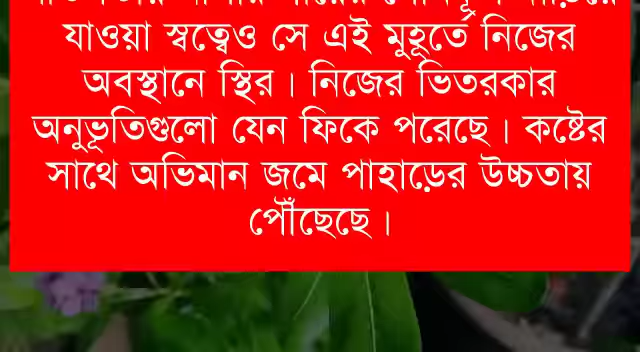 যাওয়া স্বত্বেও সে এই মুহূর্তে নিজের
অবস্থানে স্থির। নিজের ভিতরকার
অনুভূতিগুলো যেন ফিকে পরেছে। কষ্টের
সাথে অভিমান জমে পাহাড়ের উচ্চতায়
পৌঁছেছে।